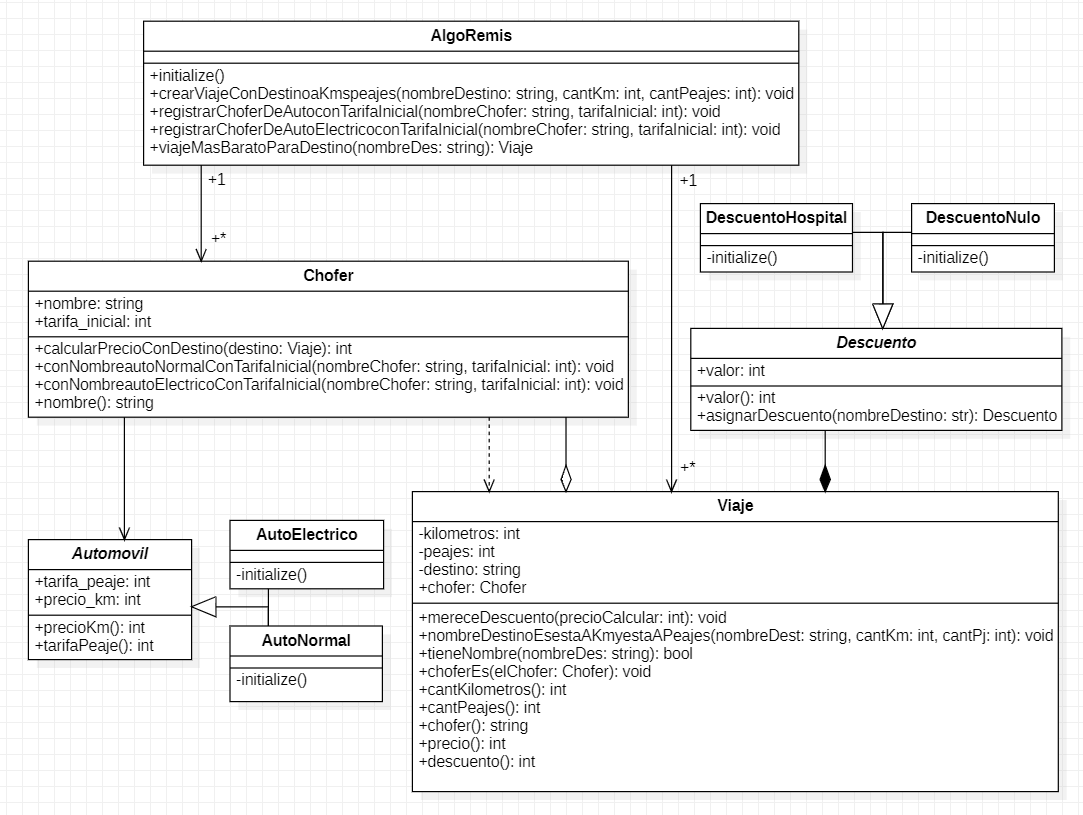 AlgoRemis
+initialize()
+crearViajeConDestinoaKmspeajes(nombreDestino: string, cantKm: int, cantPeajes: int): void
+registrarChoferDeAutoconTarifaInicial(nombreChofer: string, tarifaInicial: int): void
+registrarChoferDeAutoElectricoconTarifaInicial(nombreChofer: string, tarifaInicial: int): void
+viajeMasBaratoParaDestino(nombreDes: string): Viaje
+1
+1
+*
DescuentoHospital
-initialize()
DescuentoNulo
-initialize()
Chofer
+nombre: string
+tarifa_inicial: int
+calcularPrecioConDestino(destino: Viaje): int
+conNombreautoNormalConTarifaInicial(nombreChofer: string, tarifaInicial: int): void
+conNombreautoElectricoConTarifaInicial(nombreChofer: string, tarifaInicial: int): void
+nombre(): string
Descuento
+valor: int
+valor(): int
+asignarDescuento(nombreDestino: str): Descuento
+*
Automovil
+tarifa_peaje: int
+precio_km: int
+precioKm(): int
+tarifaPeaje(): int
AutoElectrico
-initialize()
AutoNormal
-initialize()
Viaje
-kilometros: int
-peajes: int
-destino: string
+chofer: Chofer
+mereceDescuento(precioCalcular: int): void
+nombreDestinoEsestaAKmyestaAPeajes(nombreDest: string, cantKm: int, cantPj: int): void
+tieneNombre(nombreDes: string): bool
+choferEs(elChofer: Chofer): void
+cantKilometros(): int
+cantPeajes(): int
+chofer(): string
+precio(): int
+descuento(): int